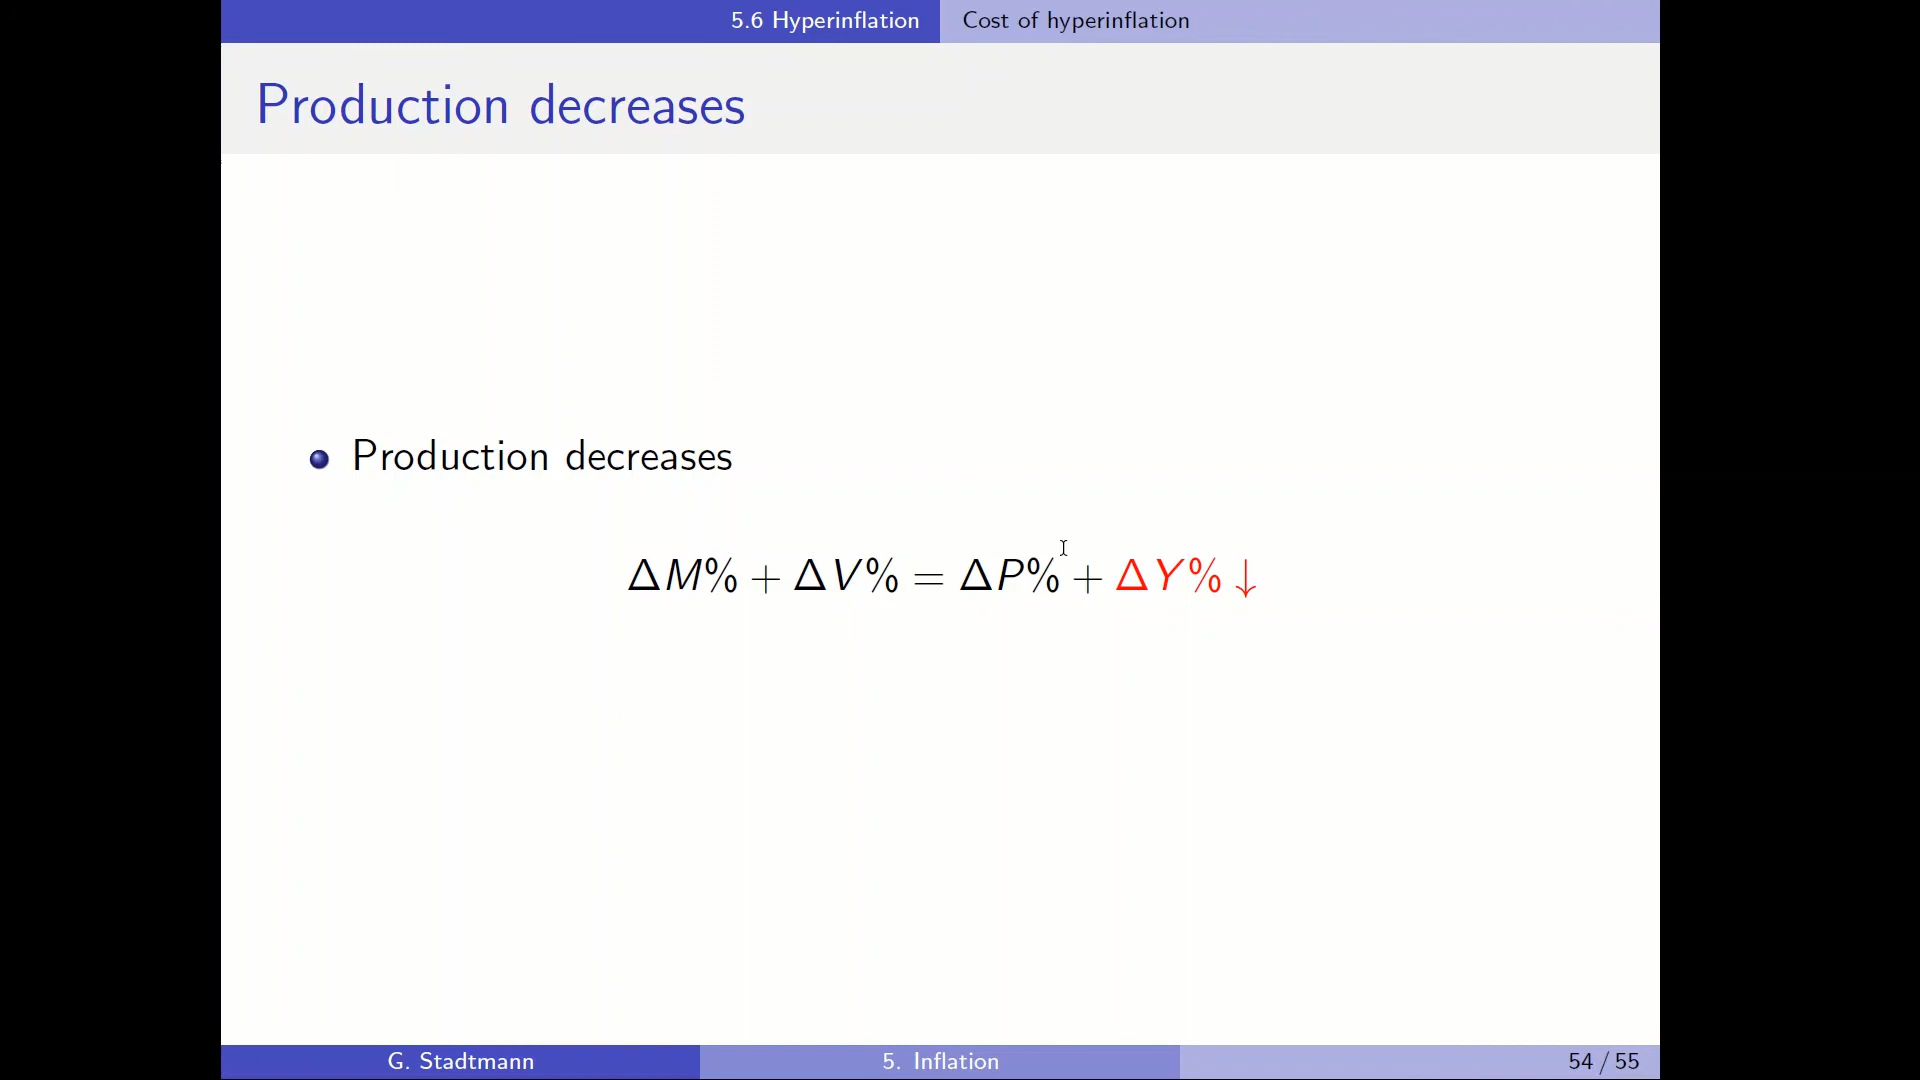 5.6 Hyperinflation Cost of hyperinflation
Production decreases
Production decreases
ΔM% + ΔV% = ΔP% + ΔY% ↓
G. Stadtmann 5. Inflation 54 / 55